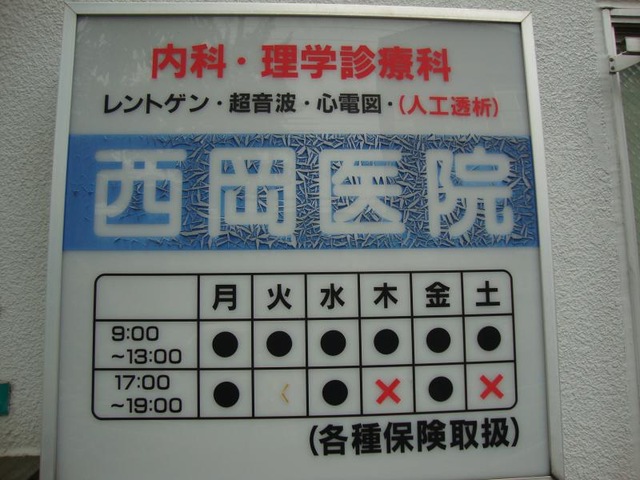 内科・理学診療科
レントゲン・超音波・心電図・(人工透析)
西岡医院
月 火 水 木 金 土
9:00 ~13:00 ● ● ● ● ● ●
17:00 ~19:00 ● ● × ● ×
(各種保険取扱)